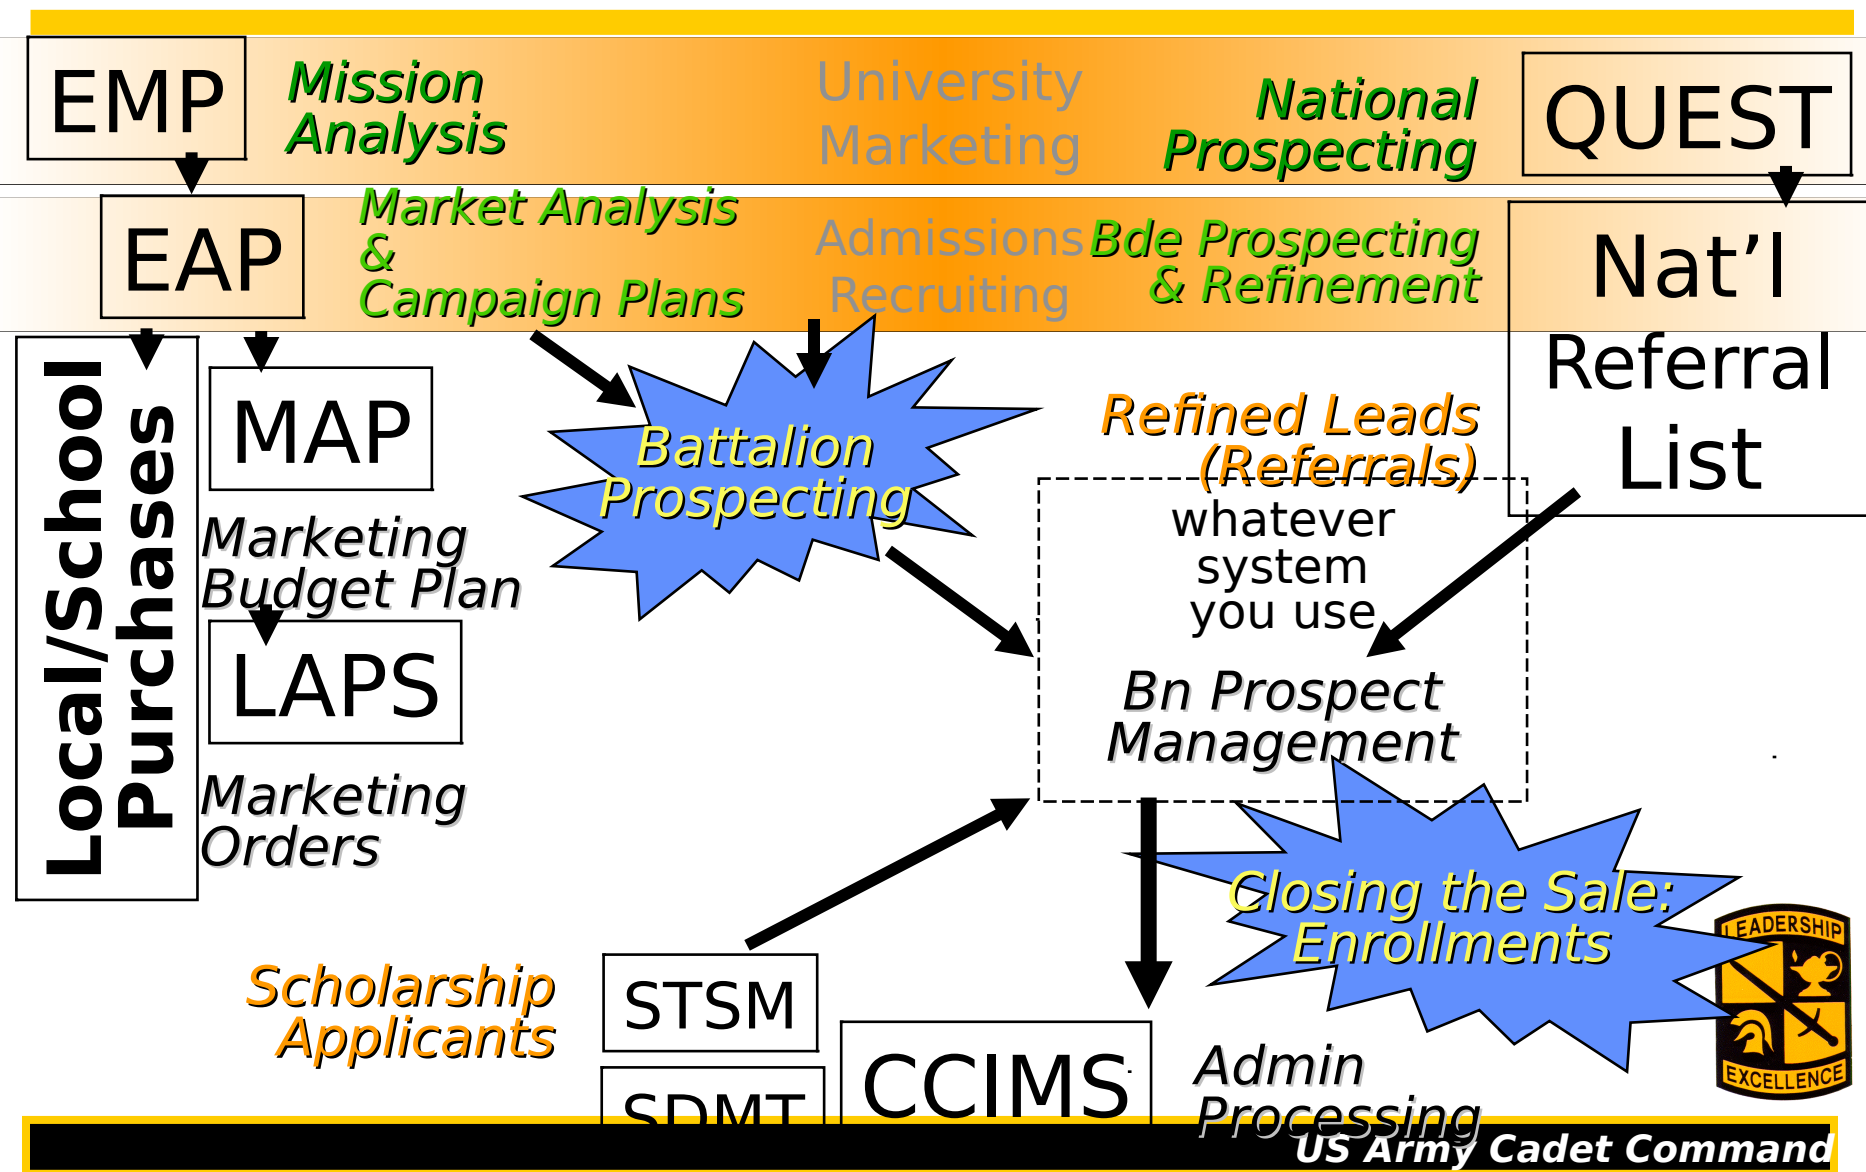 EMP
Mission
Analysis
University
Marketing
National
Prospecting
QUEST
EAP
Market Analysis
&
Campaign Plans
Admissions
Recruiting
Bde Prospecting
& Refinement
Nat’l
Referral
List
Local/School
Purchases
MAP
Marketing
Budget Plan
LAPS
Marketing
Orders
Battalion
Prospecting
Refined Leads
(Referrals)
whatever
system
you use
Bn Prospect
Management
Closing the Sale:
Enrollments
Scholarship
Applicants
STSM
SDMT
CCIMS
Admin
Processing
LEADERSHIP
EXCELLENCE
US Army Cadet Command